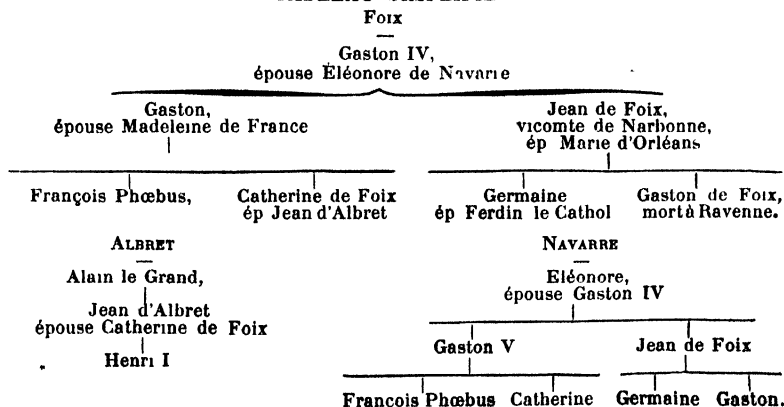 FOIX
Gaston IV,
épouse Éléonore de Navarre
Gaston,
épouse Madeleine de France
Jean de Foix,
vicomte de Narbonne,
ép Marie d'Orléans
François Phœbus,
Catherine de Foix
ép Jean d'Albret
Germaine
ép Ferdin le Cathol
Gaston de Foix,
mort à Ravenne.
ALBRET
Alain le Grand,
Jean d'Albret
épouse Catherine de Foix
Henri I
NAVARRE
Eléonore,
épouse Gaston IV
Gaston V
Jean de Foix
François Phœbus
Catherine
Germaine
Gaston.